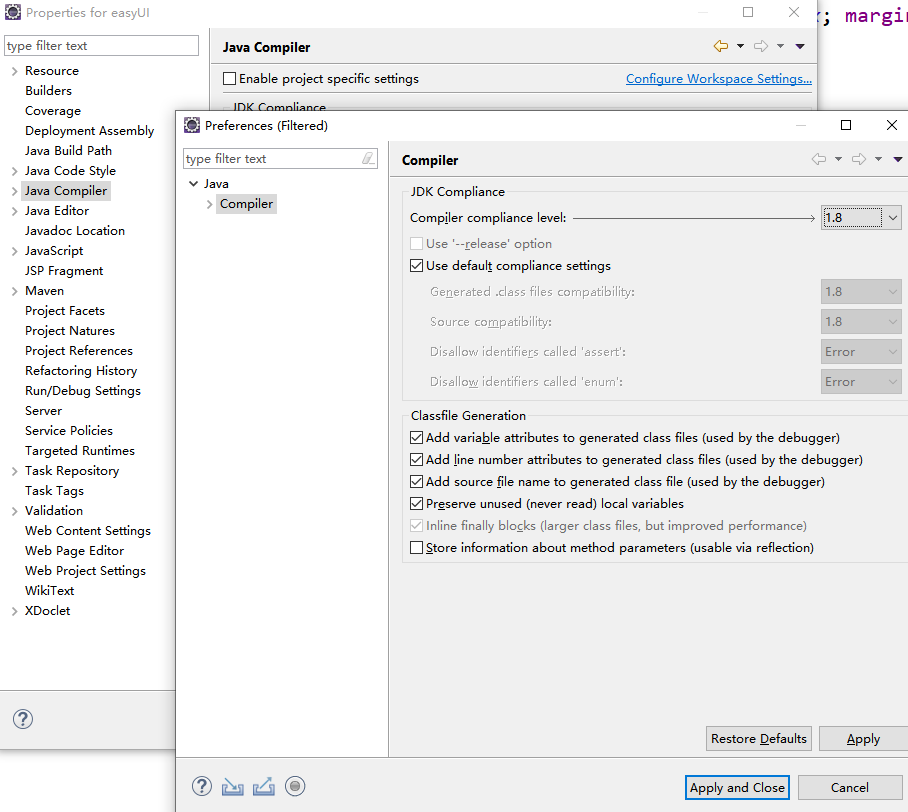 Properties for easyUI
; margin
type filter text
Java Compiler
Resource
Enable project specific settings
Configure Workspace Settings...
Builders
Coverage
JDK Compliance
Deployment Assembly
Java Build Path
Java Code Style
Java Compiler
Java Editor
Javadoc Location
JavaScript
JSP Fragment
Maven
Project Facets
Project Natures
Project References
Refactoring History
Run/Debug Settings
Server
Service Policies
Targeted Runtimes
Task Repository
Task Tags
Validation
Web Content Settings
Web Page Editor
Web Project Settings
WikiText
XDoclet
Preferences (Filtered)
type filter text
Java
Compiler
Compiler
JDK Compliance
Compiler compliance level:
1.8
Use '--release' option
Use default compliance settings
Generated .class files compatibility:
1.8
Source compatibility:
1.8
Disallow identifiers called 'assert':
Error
Disallow identifiers called 'enum':
Error
Classfile Generation
Add variable attributes to generated class files (used by the debugger)
Add line number attributes to generated class files (used by the debugger)
Add source file name to generated class file (used by the debugger)
Preserve unused (never read) local variables
Inline finally blocks (larger class files, but improved performance)
Store information about method parameters (usable via reflection)
Restore Defaults
Apply
Apply and Close
Cancel